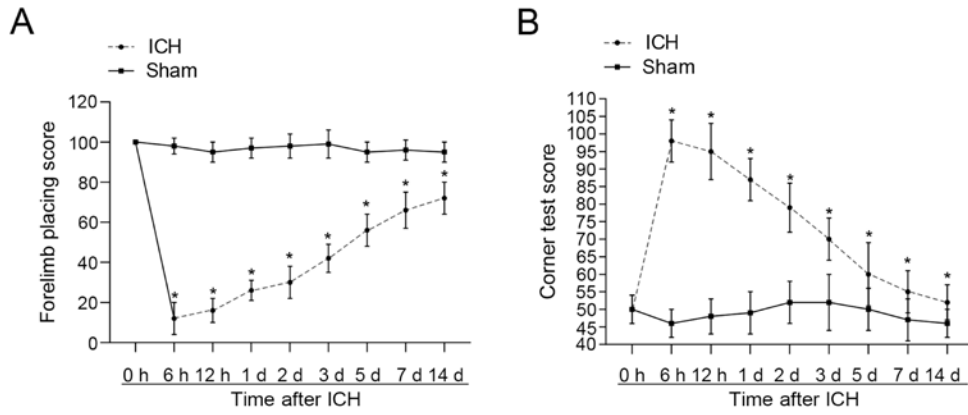 A
ICH
Sham
Forelimb placing score
120
100
80
60
40
20
0
* * * * * * * *
0 h 6 h 12 h 1 d 2 d 3 d 5 d 7 d 14 d
Time after ICH
B
ICH
Sham
Corner test score
110
105
100
95
90
85
80
75
70
65
60
55
50
45
40
* * * * * * * *
0 h 6 h 12 h 1 d 2 d 3 d 5 d 7 d 14 d
Time after ICH